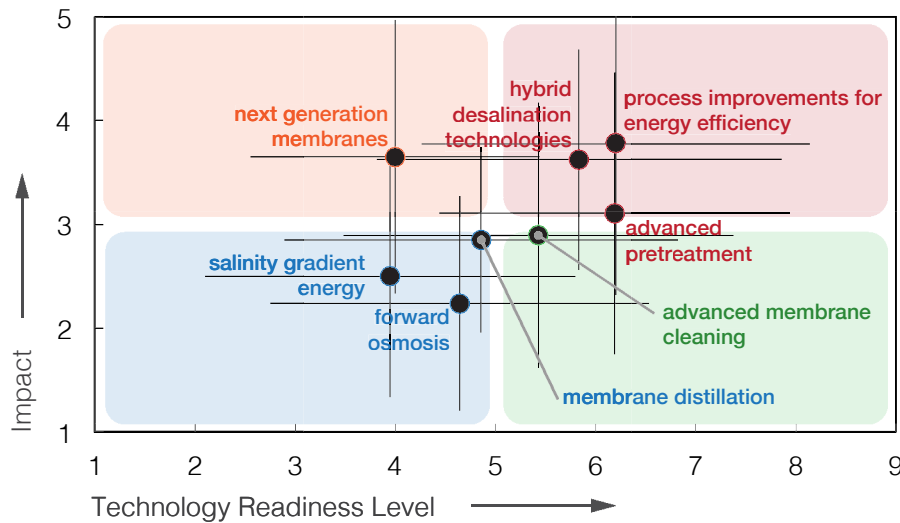 5
4
3
2
1
Impact
next generation
membranes
hybrid
desalination
technologies
process improvements for
energy efficiency
advanced
pretreatment
salinity gradient
energy
forward
osmosis
advanced membrane
cleaning
membrane distillation
1 2 3 4 5 6 7 8 9
Technology Readiness Level